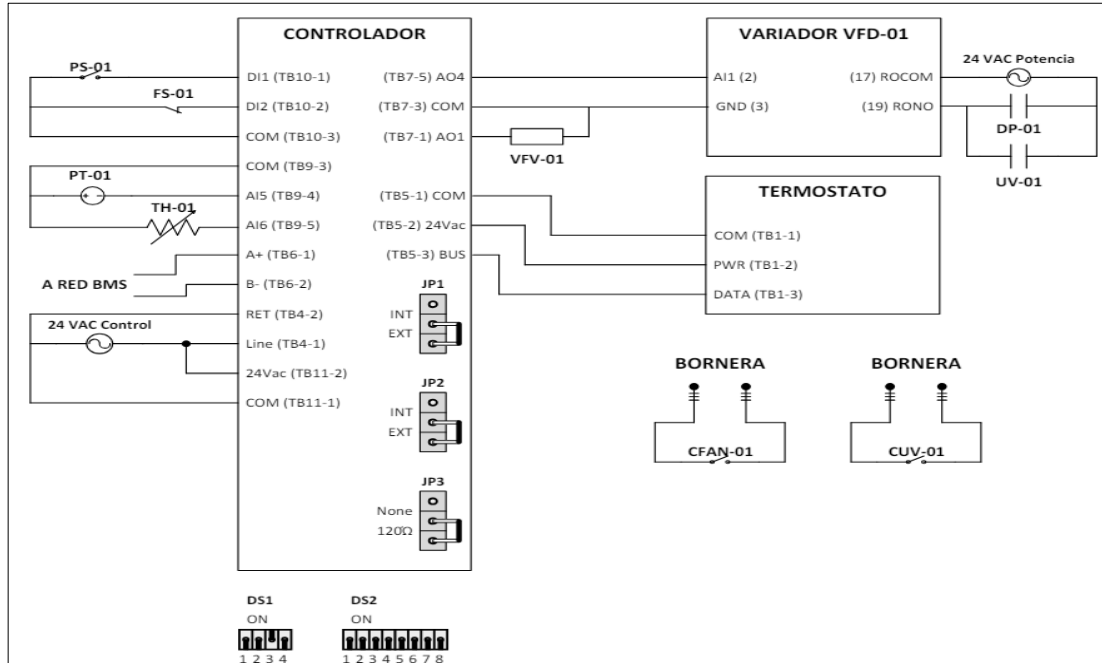 CONTROLADOR
PS-01
DI1 (TB10-1)
(TB7-5) AO4
FS-01
DI2 (TB10-2)
(TB7-3) COM
COM (TB10-3)
(TB7-1) AO1
VFV-01
COM (TB9-3)
PT-01
AI5 (TB9-4)
(TB5-1) COM
TH-01
AI6 (TB9-5)
(TB5-2) 24Vac
A+ (TB6-1)
(TB5-3) BUS
A RED BMS
B- (TB6-2)
RET (TB4-2)
24 VAC Control
Line (TB4-1)
24Vac (TB11-2)
COM (TB11-1)
JP1
INT
EXT
JP2
INT
EXT
JP3
None
120Ω
VARIADOR VFD-01
AI1 (2)
(17) ROCOM
GND (3)
(19) RONO
24 VAC Potencia
DP-01
UV-01
TERMOSTATO
COM (TB1-1)
PWR (TB1-2)
DATA (TB1-3)
BORNERA
CFAN-01
BORNERA
CUV-01
DS1
ON
1 2 3 4
DS2
ON
1 2 3 4 5 6 7 8